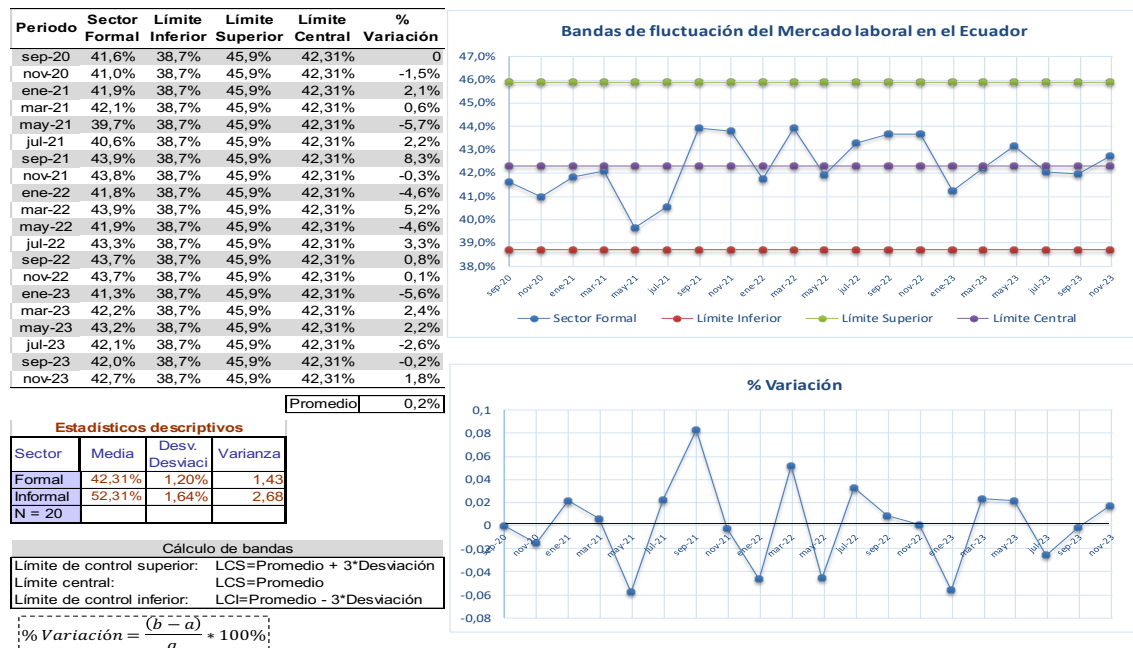 Periodo Sector Formal Límite Inferior Límite Superior Límite Central % Variación
sep-20 41,6% 38,7% 45,9% 42,31% 0
nov-20 41,0% 38,7% 45,9% 42,31% -1,5%
ene-21 41,9% 38,7% 45,9% 42,31% 2,1%
mar-21 42,1% 38,7% 45,9% 42,31% 0,6%
may-21 39,7% 38,7% 45,9% 42,31% -5,7%
jul-21 40,6% 38,7% 45,9% 42,31% 2,2%
sep-21 43,9% 38,7% 45,9% 42,31% 8,3%
nov-21 43,8% 38,7% 45,9% 42,31% -0,3%
ene-22 41,8% 38,7% 45,9% 42,31% -4,6%
mar-22 43,9% 38,7% 45,9% 42,31% 5,2%
may-22 41,9% 38,7% 45,9% 42,31% -4,6%
jul-22 43,3% 38,7% 45,9% 42,31% 3,3%
sep-22 43,7% 38,7% 45,9% 42,31% 0,8%
nov-22 43,7% 38,7% 45,9% 42,31% 0,1%
ene-23 41,3% 38,7% 45,9% 42,31% -5,6%
mar-23 42,2% 38,7% 45,9% 42,31% 2,4%
may-23 43,2% 38,7% 45,9% 42,31% 2,2%
jul-23 42,1% 38,7% 45,9% 42,31% -2,6%
sep-23 42,0% 38,7% 45,9% 42,31% -0,2%
nov-23 42,7% 38,7% 45,9% 42,31% 1,8%
Promedio 0,2%
Estadísticos descriptivos
Sector Media Desv. Desviaci Varianza
Formal 42,31% 1,20% 1,43
Informal 52,31% 1,64% 2,68
N = 20
Cálculo de bandas
Límite de control superior: LCS=Promedio + 3*Desviación
Límite central: LCS=Promedio
Límite de control inferior: LCI=Promedio - 3*Desviación
% Variación = (b − a) / a * 100%
Bandas de fluctuación del Mercado laboral en el Ecuador
47,0%
46,0%
45,0%
44,0%
43,0%
42,0%
41,0%
40,0%
39,0%
38,0%
sep-20 nov-20 ene-21 mar-21 may-21 jul-21 sep-21 nov-21 ene-22 mar-22 may-22 jul-22 sep-22 nov-22 ene-23 mar-23 may-23 jul-23 sep-23 nov-23
Sector Formal Límite Inferior Límite Superior Límite Central
% Variación
0,1
0,08
0,06
0,04
0,02
0
-0,02
-0,04
-0,06
-0,08
sep-20 nov-20 ene-21 mar-21 may-21 jul-21 sep-21 nov-21 ene-22 mar-22 may-22 jul-22 sep-22 nov-22 ene-23 mar-23 may-23 jul-23 sep-23 nov-23